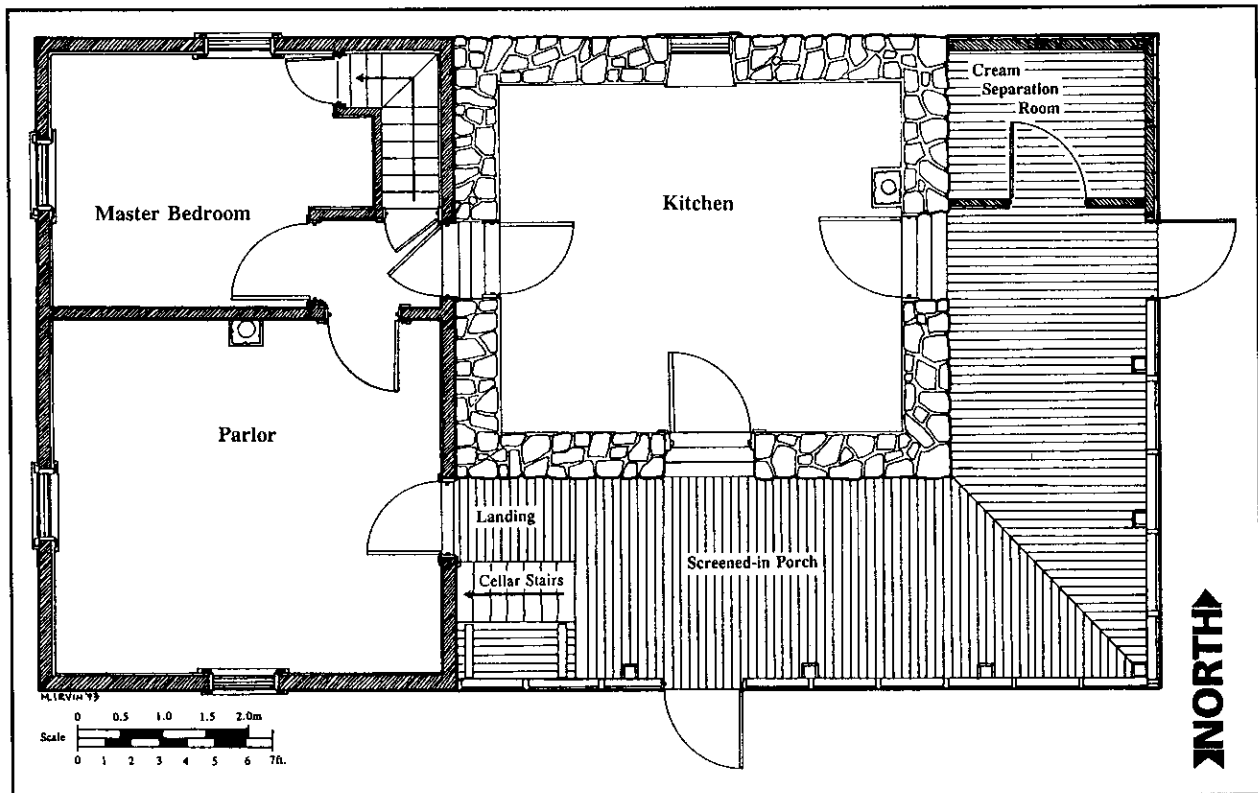 Cream
Separation
Room
Master Bedroom
Kitchen
Parlor
Landing
Cellar Stairs
Screened-in Porch
NORTH
M. IRVIN '93
0 0.5 1.0 1.5 2.0m
Scale
0 1 2 3 4 5 6 7ft.